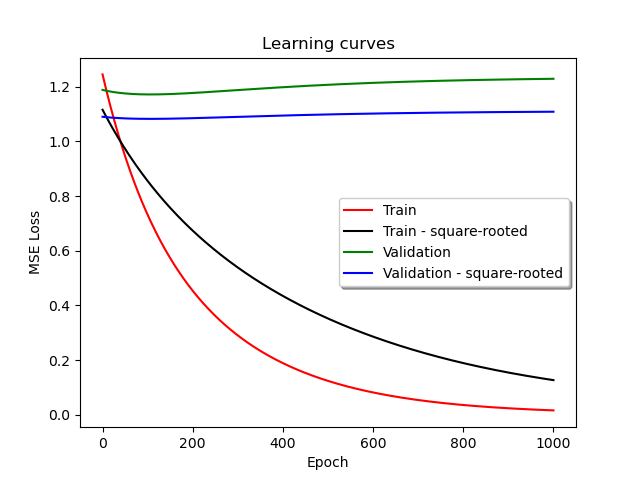 Learning curves
1.2
1.0
0.8
0.6
0.4
0.2
0.0
MSE Loss
Train
Train - square-rooted
Validation
Validation - square-rooted
0 200 400 600 800 1000
Epoch